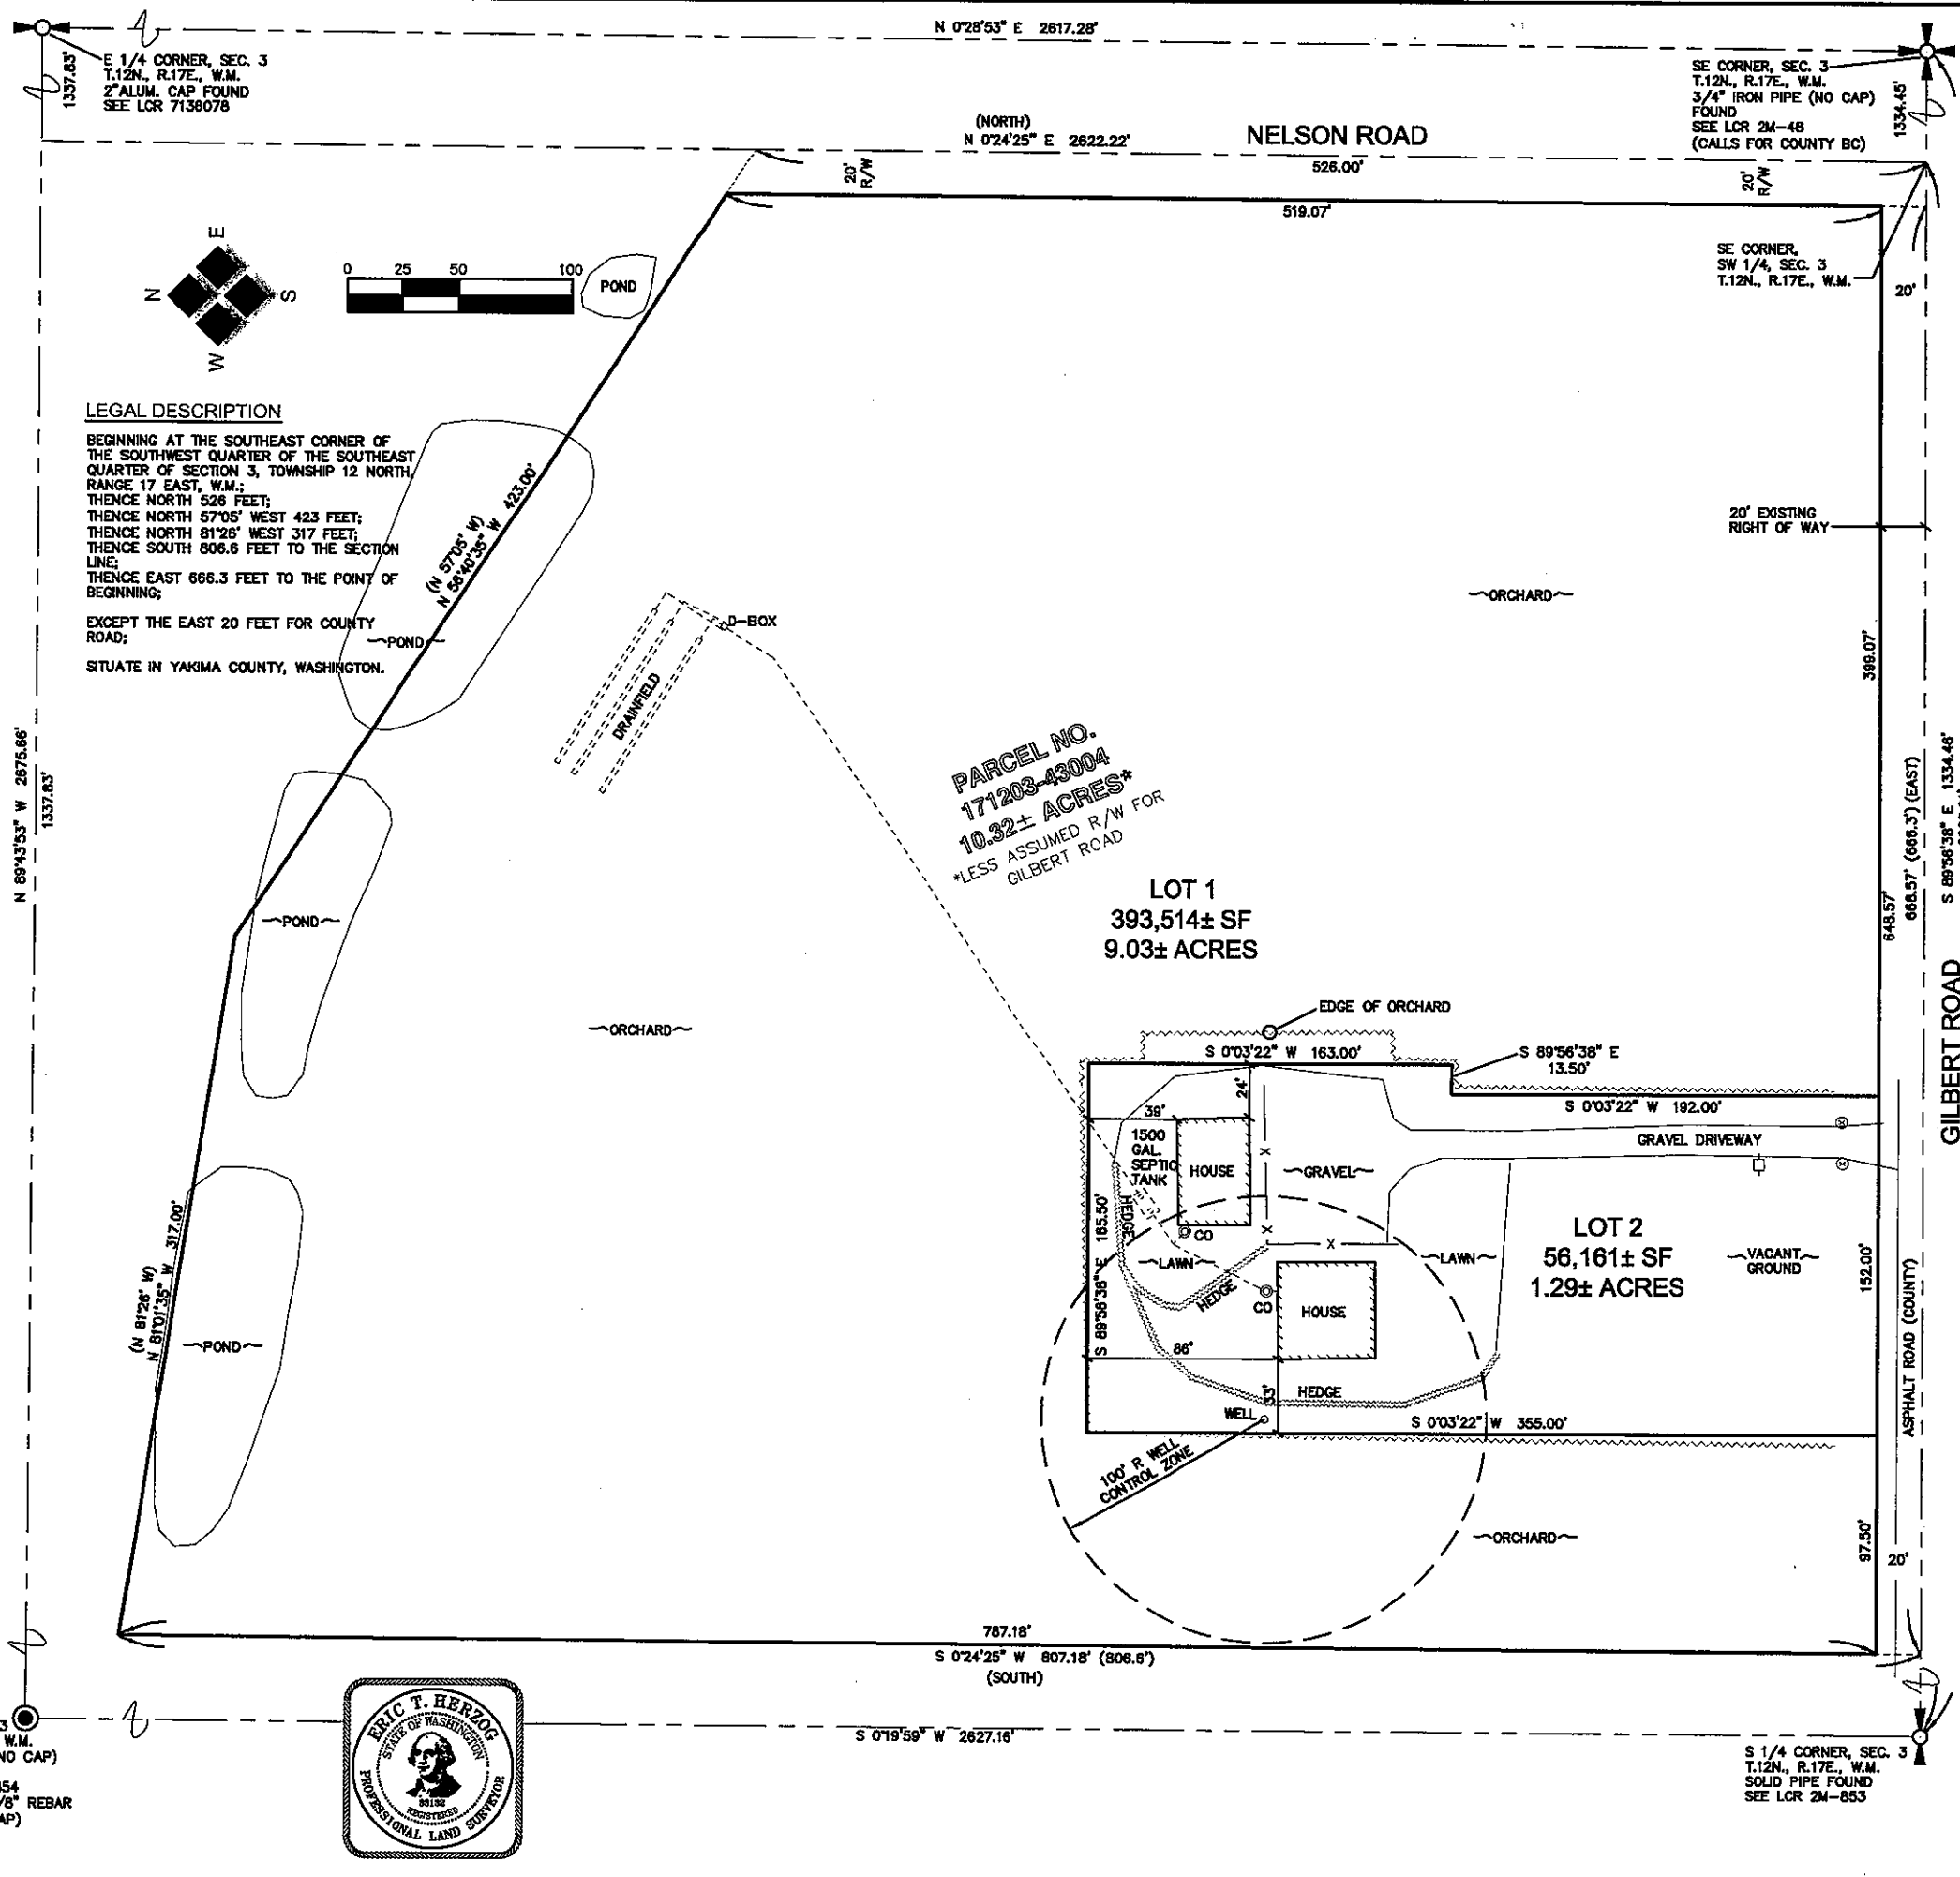 N 0°28'53" E 2617.28'
1337.83'
E 1/4 CORNER, SEC. 3
T.12N., R.17E., W.M.
2" ALUM. CAP FOUND
SEE LCR 7138078
SE CORNER, SEC. 3
T.12N., R.17E., W.M.
3/4" IRON PIPE (NO CAP)
FOUND
SEE LCR 2M-48
(CALLS FOR COUNTY BC)
1334.45'
(NORTH)
N 0°24'25" E 2622.22'
NELSON ROAD
526.00'
20'
R/W
20'
R/W
519.07'
SE CORNER,
SW 1/4, SEC. 3
T.12N., R.17E., W.M.
20'
E
N
S
W
0 25 50 100
POND
LEGAL DESCRIPTION
BEGINNING AT THE SOUTHEAST CORNER OF
THE SOUTHWEST QUARTER OF THE SOUTHEAST
QUARTER OF SECTION 3, TOWNSHIP 12 NORTH,
RANGE 17 EAST, W.M.;
THENCE NORTH 526 FEET;
THENCE NORTH 57°05' WEST 423 FEET;
THENCE NORTH 81°26' WEST 317 FEET;
THENCE SOUTH 806.6 FEET TO THE SECTION
LINE;
THENCE EAST 666.3 FEET TO THE POINT OF
BEGINNING;
EXCEPT THE EAST 20 FEET FOR COUNTY
ROAD;
SITUATE IN YAKIMA COUNTY, WASHINGTON.
(N 57°05' W)
N 56°40'35" W 423.00'
POND
D-BOX
DRAINFIELD
20' EXISTING
RIGHT OF WAY
ORCHARD
399.07'
N 89°43'53" W 2675.66'
1337.83'
PARCEL NO.
171203-43004
10.32± ACRES*
*LESS ASSUMED R/W FOR
GILBERT ROAD
LOT 1
393,514± SF
9.03± ACRES
648.57'
668.57' (666.3') (EAST)
S 89°56'38" E 1334.46'
GILBERT ROAD
POND
ORCHARD
EDGE OF ORCHARD
S 0°03'22" W 163.00'
S 89°56'38" E
13.50'
S 0°03'22" W 192.00'
24'
39'
1500
GAL.
SEPTIC
TANK
HOUSE
GRAVEL
GRAVEL DRIVEWAY
HEDGE
S 89°56'38" E 165.50'
CO
LAWN
HEDGE
CO
HOUSE
LAWN
LOT 2
56,161± SF
1.29± ACRES
VACANT
GROUND
152.00'
ASPHALT ROAD (COUNTY)
86'
33'
HEDGE
WELL
S 0°03'22" W 355.00'
100' R WELL
CONTROL ZONE
ORCHARD
97.50'
20'
(N 81°26' W)
N 81°01'35" W 317.00'
POND
787.18'
S 0°24'25" W 807.18' (806.6')
(SOUTH)
S 0°19'59" W 2627.16'
3
W.M.
NO CAP)
854
/8" REBAR
AP)
ERIC T. HERZOG
STATE OF WASHINGTON
REGISTERED
PROFESSIONAL LAND SURVEYOR
S 1/4 CORNER, SEC. 3
T.12N., R.17E., W.M.
SOLID PIPE FOUND
SEE LCR 2M-853